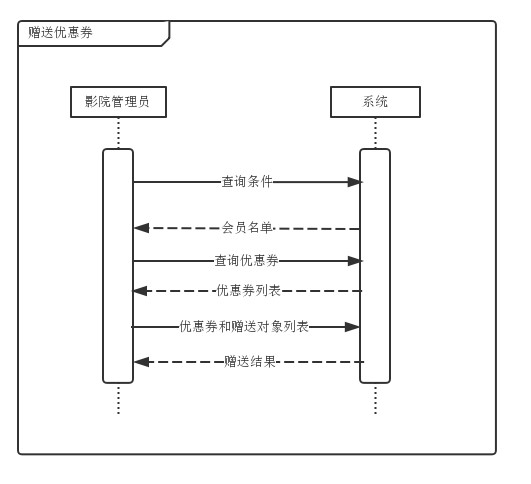 赠送优惠券
影院管理员
系统
查询条件
会员名单
查询优惠券
优惠券列表
优惠券和赠送对象列表
赠送结果